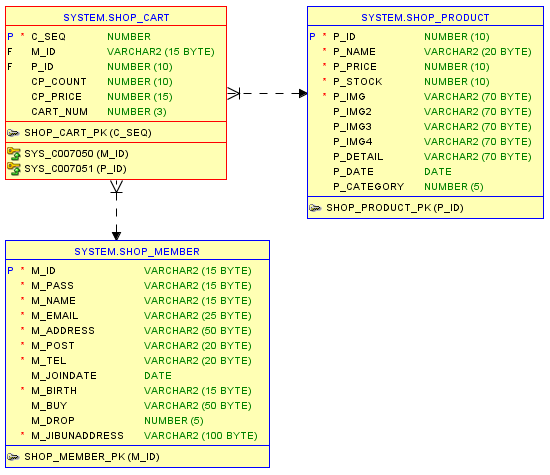 SYSTEM.SHOP_CART
P * C_SEQ NUMBER
F M_ID VARCHAR2 (15 BYTE)
F P_ID NUMBER (10)
CP_COUNT NUMBER (10)
CP_PRICE NUMBER (15)
CART_NUM NUMBER (3)
SHOP_CART_PK (C_SEQ)
SYS_C007050 (M_ID)
SYS_C007051 (P_ID)
SYSTEM.SHOP_PRODUCT
P * P_ID NUMBER (10)
* P_NAME VARCHAR2 (20 BYTE)
* P_PRICE NUMBER (10)
* P_STOCK NUMBER (10)
* P_IMG VARCHAR2 (70 BYTE)
P_IMG2 VARCHAR2 (70 BYTE)
P_IMG3 VARCHAR2 (70 BYTE)
P_IMG4 VARCHAR2 (70 BYTE)
P_DETAIL VARCHAR2 (70 BYTE)
P_DATE DATE
P_CATEGORY NUMBER (5)
SHOP_PRODUCT_PK (P_ID)
SYSTEM.SHOP_MEMBER
P * M_ID VARCHAR2 (15 BYTE)
* M_PASS VARCHAR2 (15 BYTE)
* M_NAME VARCHAR2 (15 BYTE)
* M_EMAIL VARCHAR2 (25 BYTE)
* M_ADDRESS VARCHAR2 (50 BYTE)
* M_POST VARCHAR2 (20 BYTE)
* M_TEL VARCHAR2 (20 BYTE)
M_JOINDATE DATE
* M_BIRTH VARCHAR2 (15 BYTE)
M_BUY VARCHAR2 (50 BYTE)
M_DROP NUMBER (5)
* M_JIBUNADDRESS VARCHAR2 (100 BYTE)
SHOP_MEMBER_PK (M_ID)